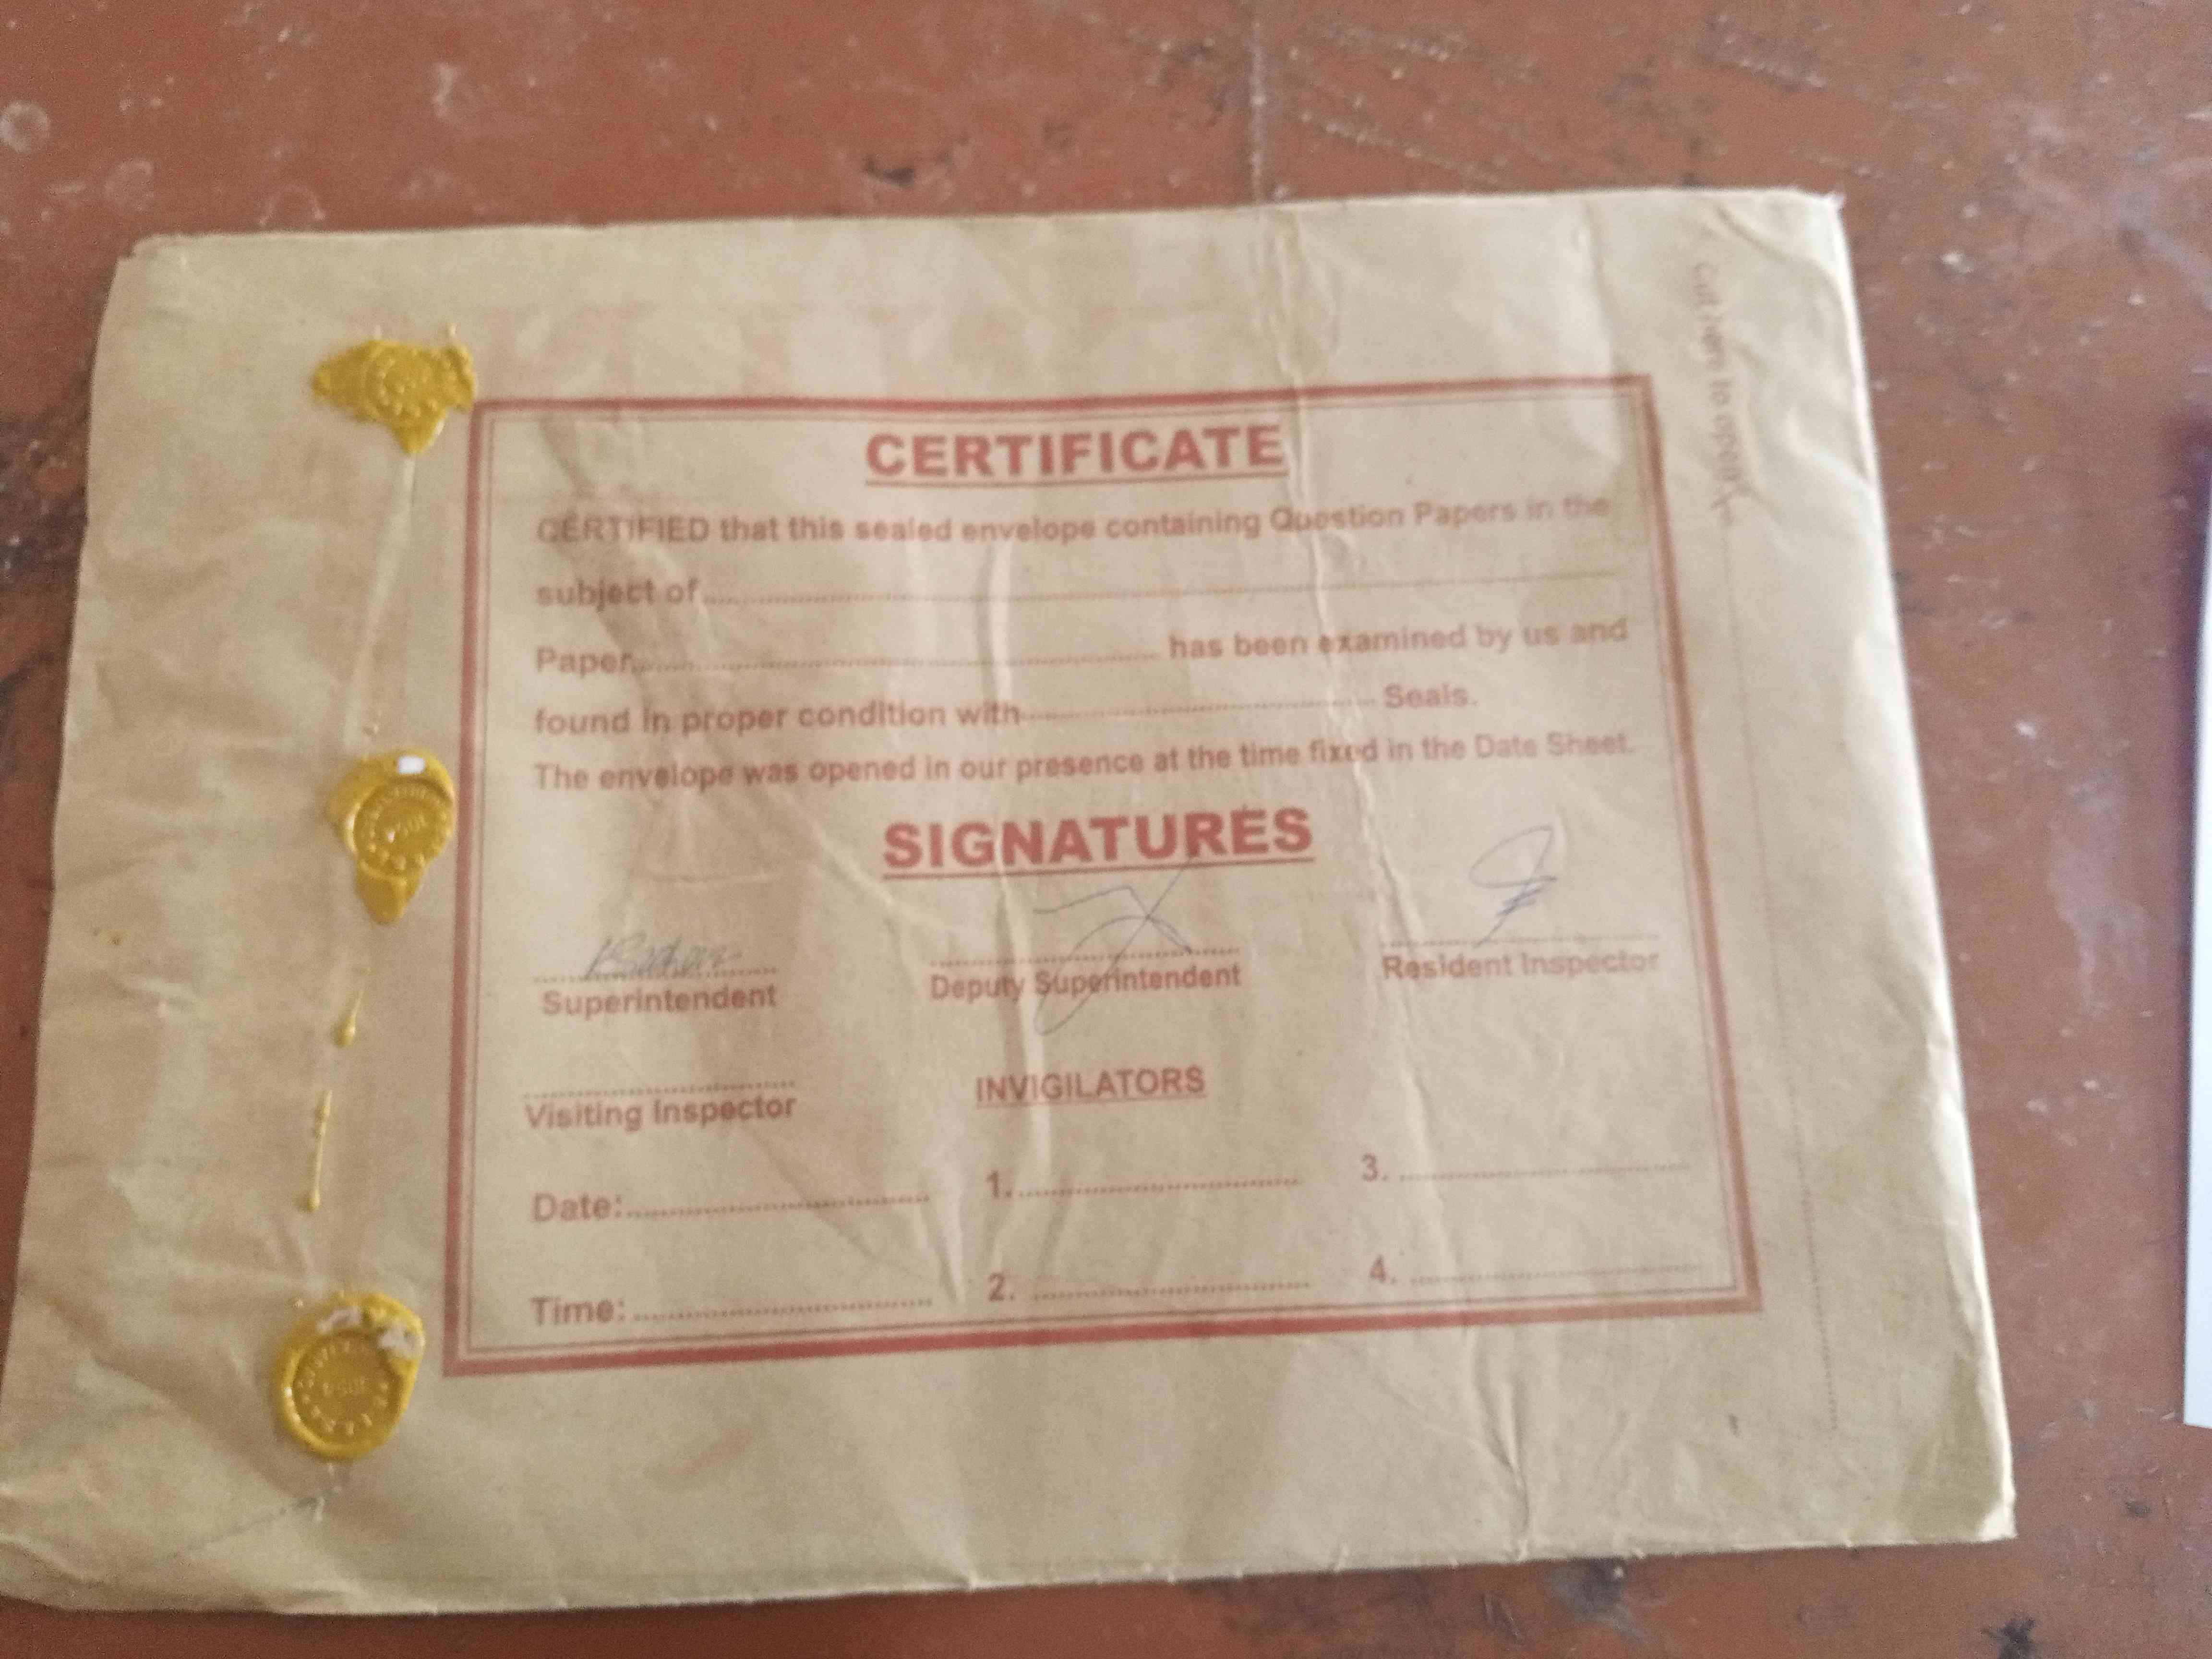 Cut here to open
CERTIFICATE
CERTIFIED that this sealed envelope containing Question Papers in the
subject of
Paper has been examined by us and
found in proper condition with Seals.
The envelope was opened in our presence at the time fixed in the Date Sheet.
SIGNATURES
Superintendent
Deputy Superintendent
Resident Inspector
Visiting Inspector
INVIGILATORS
Date:
1.
3.
Time:
2.
4.